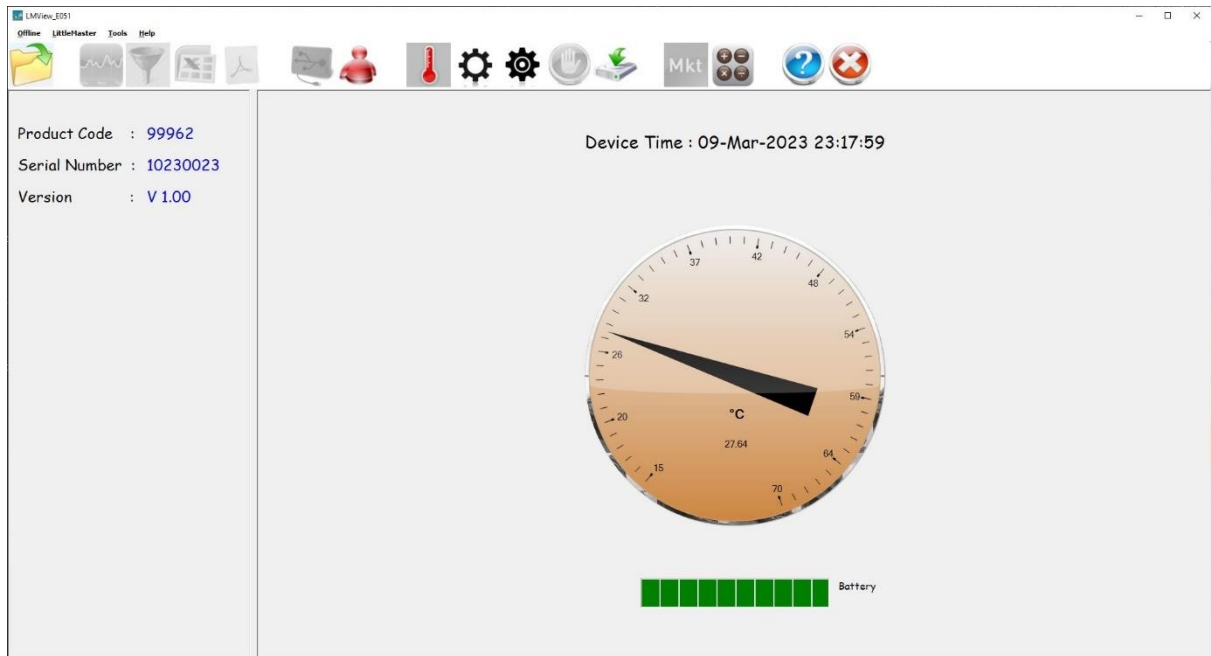 LMView_E051
Offline LittleMaster Tools Help
Mkt
Product Code : 99962
Serial Number : 10230023
Version : V 1.00
Device Time : 09-Mar-2023 23:17:59
42
37
48
32
54
26
59
°C
20
27.64
64
15
70
Battery